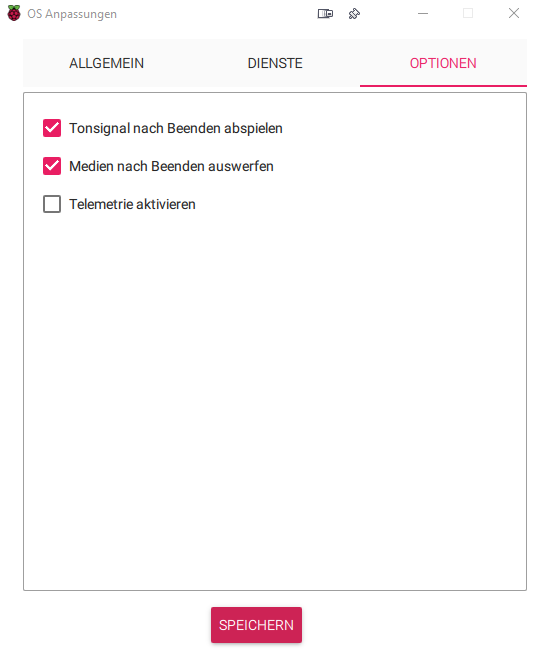 OS Anpassungen
ALLGEMEIN DIENSTE OPTIONEN
Tonsignal nach Beenden abspielen
Medien nach Beenden auswerfen
Telemetrie aktivieren
SPEICHERN